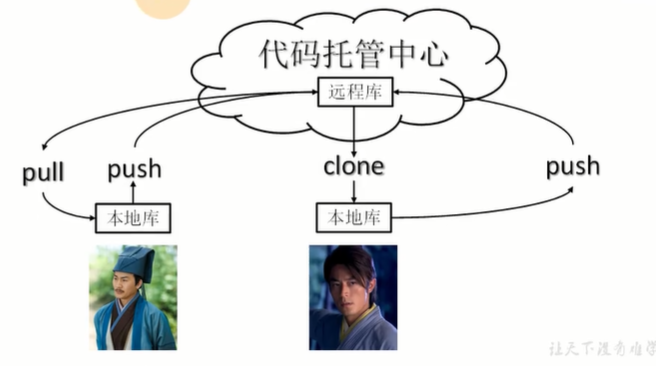 代码托管中心
远程库
pull
push
clone
push
本地库
本地库
让天下没有难学